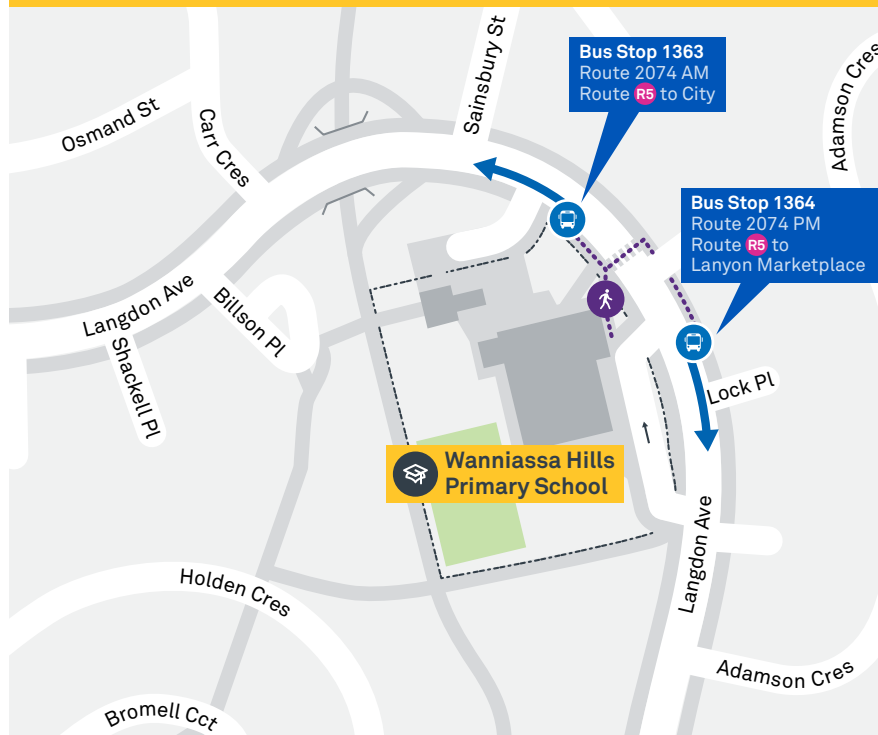 Sainsbury St
Bus Stop 1363
Route 2074 AM
Route R5 to City
Adamson Cres
Osmand St
Carr Cres
Bus Stop 1364
Route 2074 PM
Route R5 to
Lanyon Marketplace
Langdon Ave
Billson Pl
Shackell Pl
Lock Pl
Wanniassa Hills
Primary School
Langdon Ave
Holden Cres
Adamson Cres
Bromell Cct